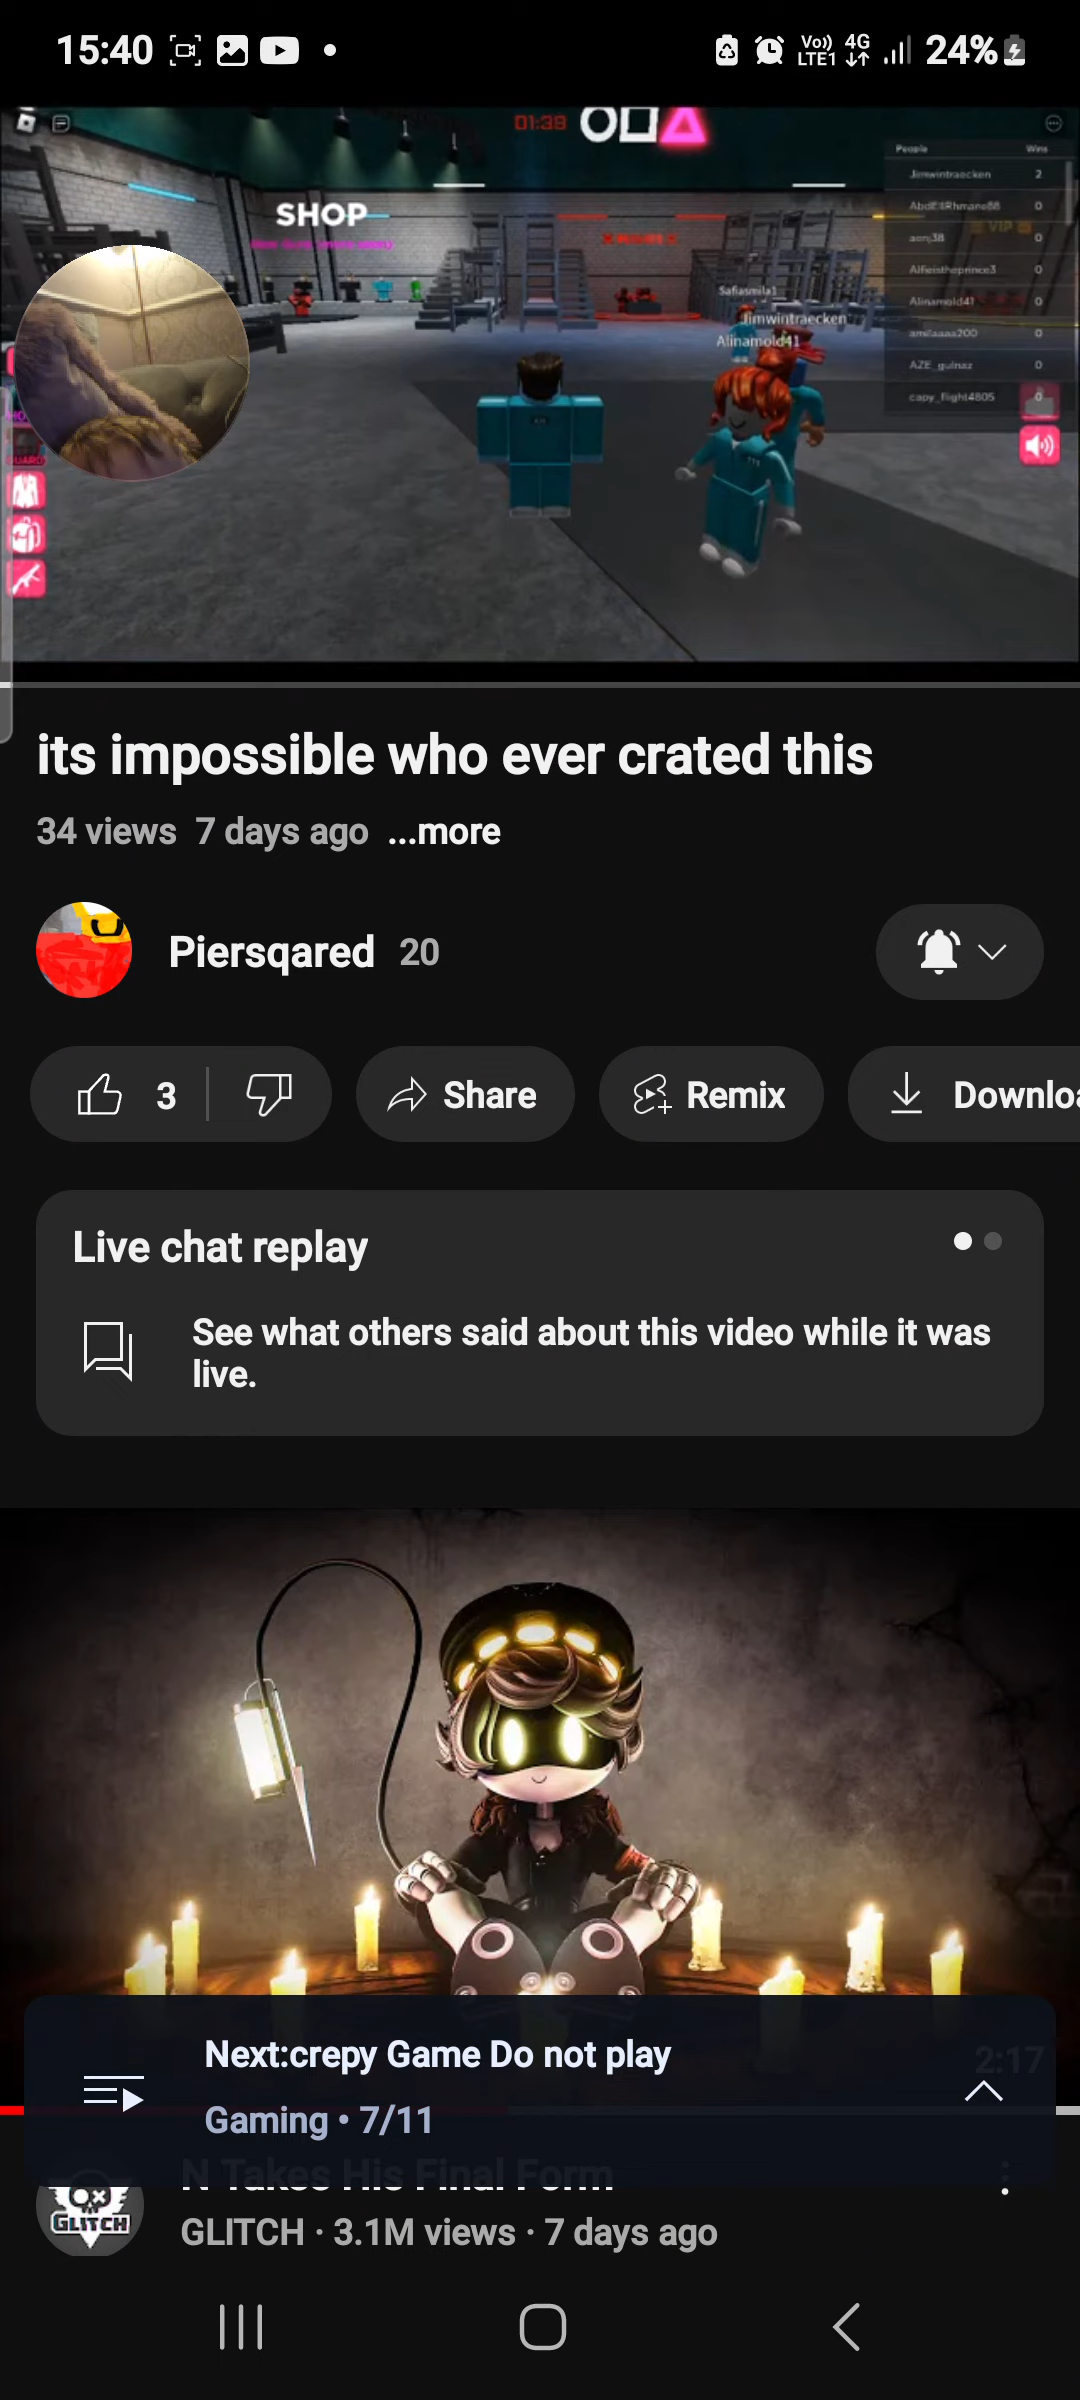 15:40
Vo)) LTE1 4G 24%
01:38
People Wins
SHOP
Jimwintraecken 2
0
VIP
aenj38 0
Alfieistheprince3 0
Safiasmila1
Alinamold41 0
Jimwintraecken
amilaaaa200 0
Alinamold41
AZE_gulnaz 0
capy_flight4805 0
its impossible who ever crated this
34 views 7 days ago ...more
Piersqared 20
3 Share Remix Downloa
Live chat replay
See what others said about this video while it was
live.
Next:crepy Game Do not play
2:17
Gaming • 7/11
N Takes His Final Form
GLITCH
GLITCH · 3.1M views · 7 days ago